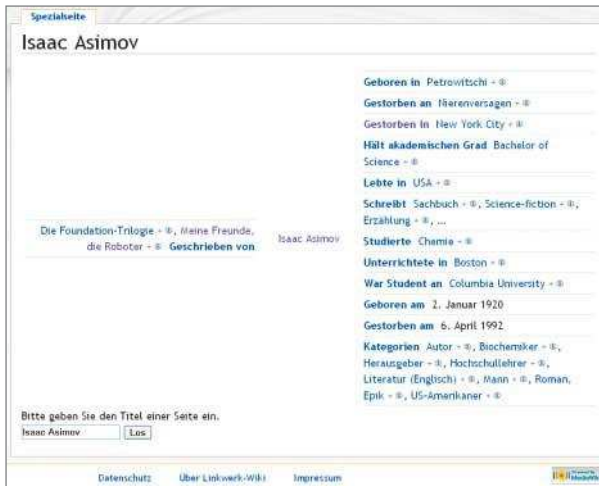 Spezialseite
Isaac Asimov
Die Foundation-Trilogie - , Meine Freunde,
die Roboter - Geschrieben von
Isaac Asimov
Geboren in Petrowitschi -
Gestorben an Nierenversagen -
Gestorben in New York City -
Hält akademischen Grad Bachelor of
Science -
Lebte in USA -
Schreibt Sachbuch - , Science-fiction - ,
Erzählung - , ...
Studierte Chemie -
Unterrichtete in Boston -
War Student an Columbia University -
Geboren am 2. Januar 1920
Gestorben am 6. April 1992
Kategorien Autor - , Biochemiker - ,
Herausgeber - , Hochschullehrer - ,
Literatur (Englisch) - , Mann - , Roman,
Epik - , US-Amerikaner -
Bitte geben Sie den Titel einer Seite ein.
Isaac Asimov Los
Datenschutz Über Linkwerk-Wiki Impressum